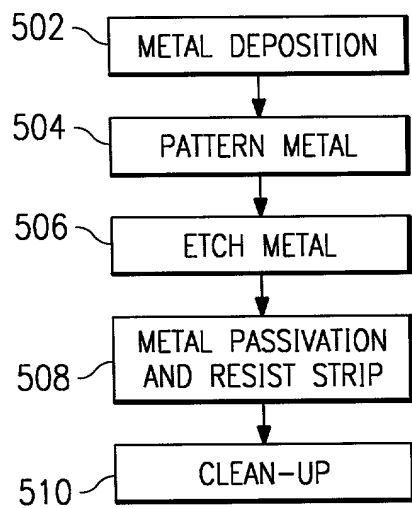 502
METAL DEPOSITION
504
PATTERN METAL
506
ETCH METAL
508
METAL PASSIVATION
AND RESIST STRIP
510
CLEAN-UP